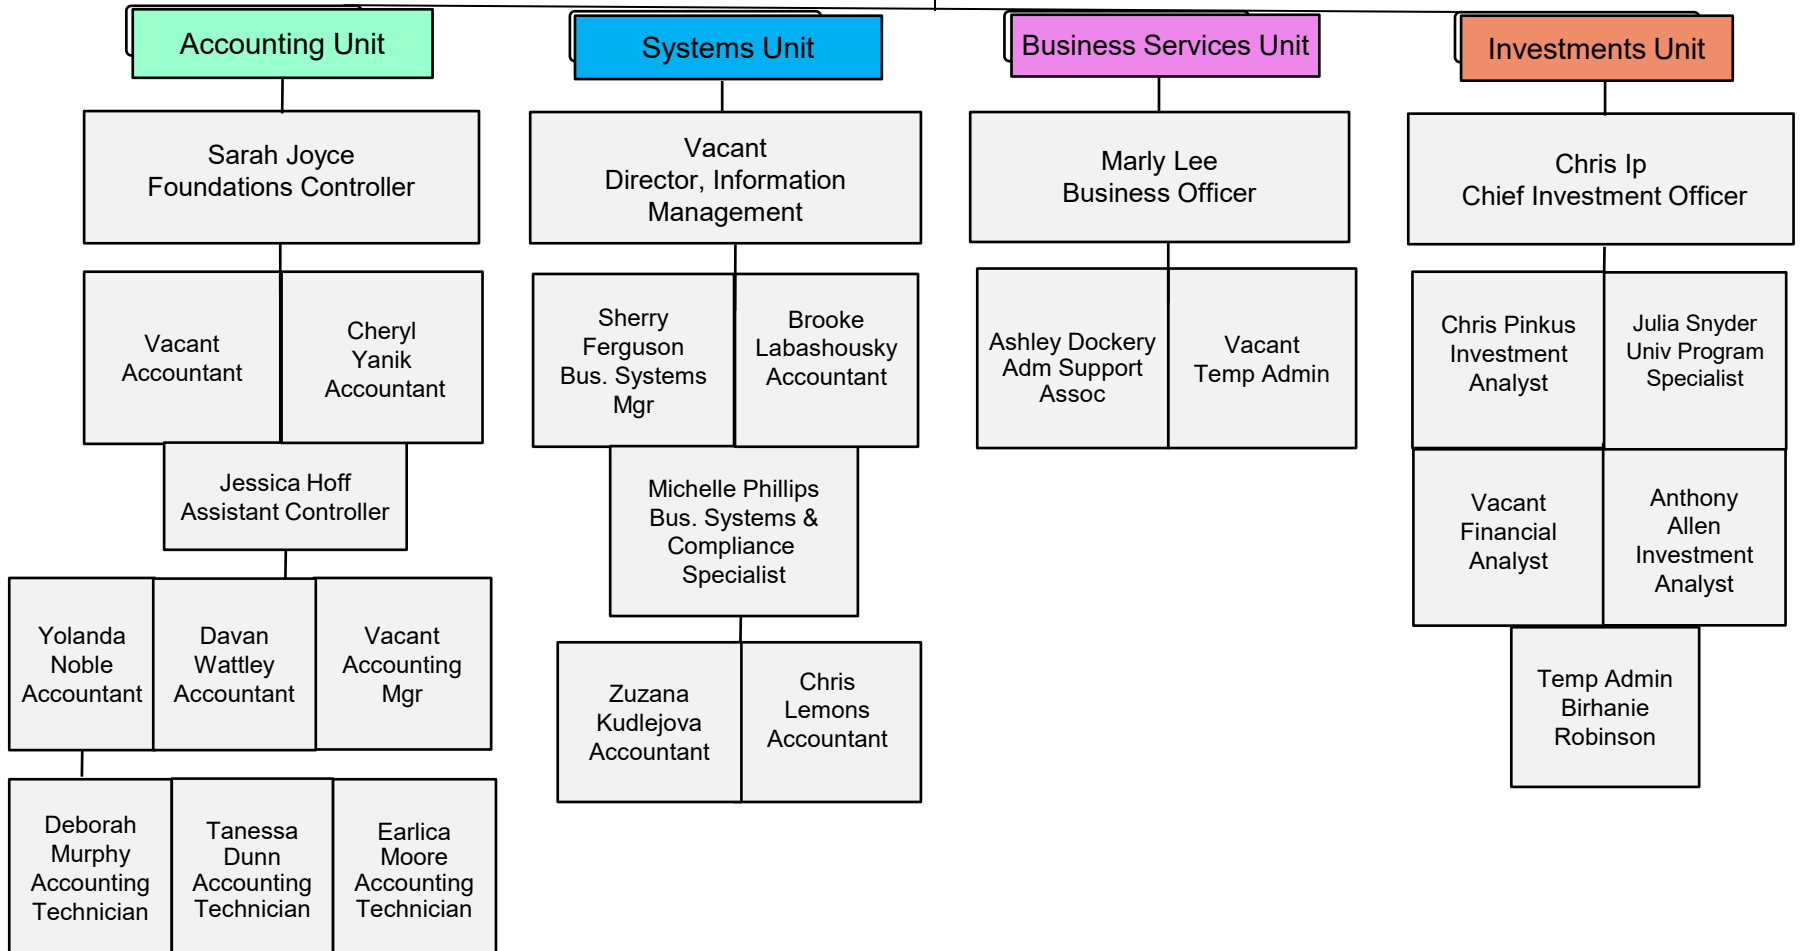 Accounting Unit
Systems Unit
Business Services Unit
Investments Unit
Sarah Joyce
Foundations Controller
Vacant
Director, Information
Management
Marly Lee
Business Officer
Chris Ip
Chief Investment Officer
Vacant
Accountant
Cheryl
Yanik
Accountant
Sherry
Ferguson
Bus. Systems
Mgr
Brooke
Labashousky
Accountant
Ashley Dockery
Adm Support
Assoc
Vacant
Temp Admin
Chris Pinkus
Investment
Analyst
Julia Snyder
Univ Program
Specialist
Jessica Hoff
Assistant Controller
Michelle Phillips
Bus. Systems &
Compliance
Specialist
Vacant
Financial
Analyst
Anthony
Allen
Investment
Analyst
Yolanda
Noble
Accountant
Davan
Wattley
Accountant
Vacant
Accounting
Mgr
Zuzana
Kudlejova
Accountant
Chris
Lemons
Accountant
Temp Admin
Birhanie
Robinson
Deborah
Murphy
Accounting
Technician
Tanessa
Dunn
Accounting
Technician
Earlica
Moore
Accounting
Technician